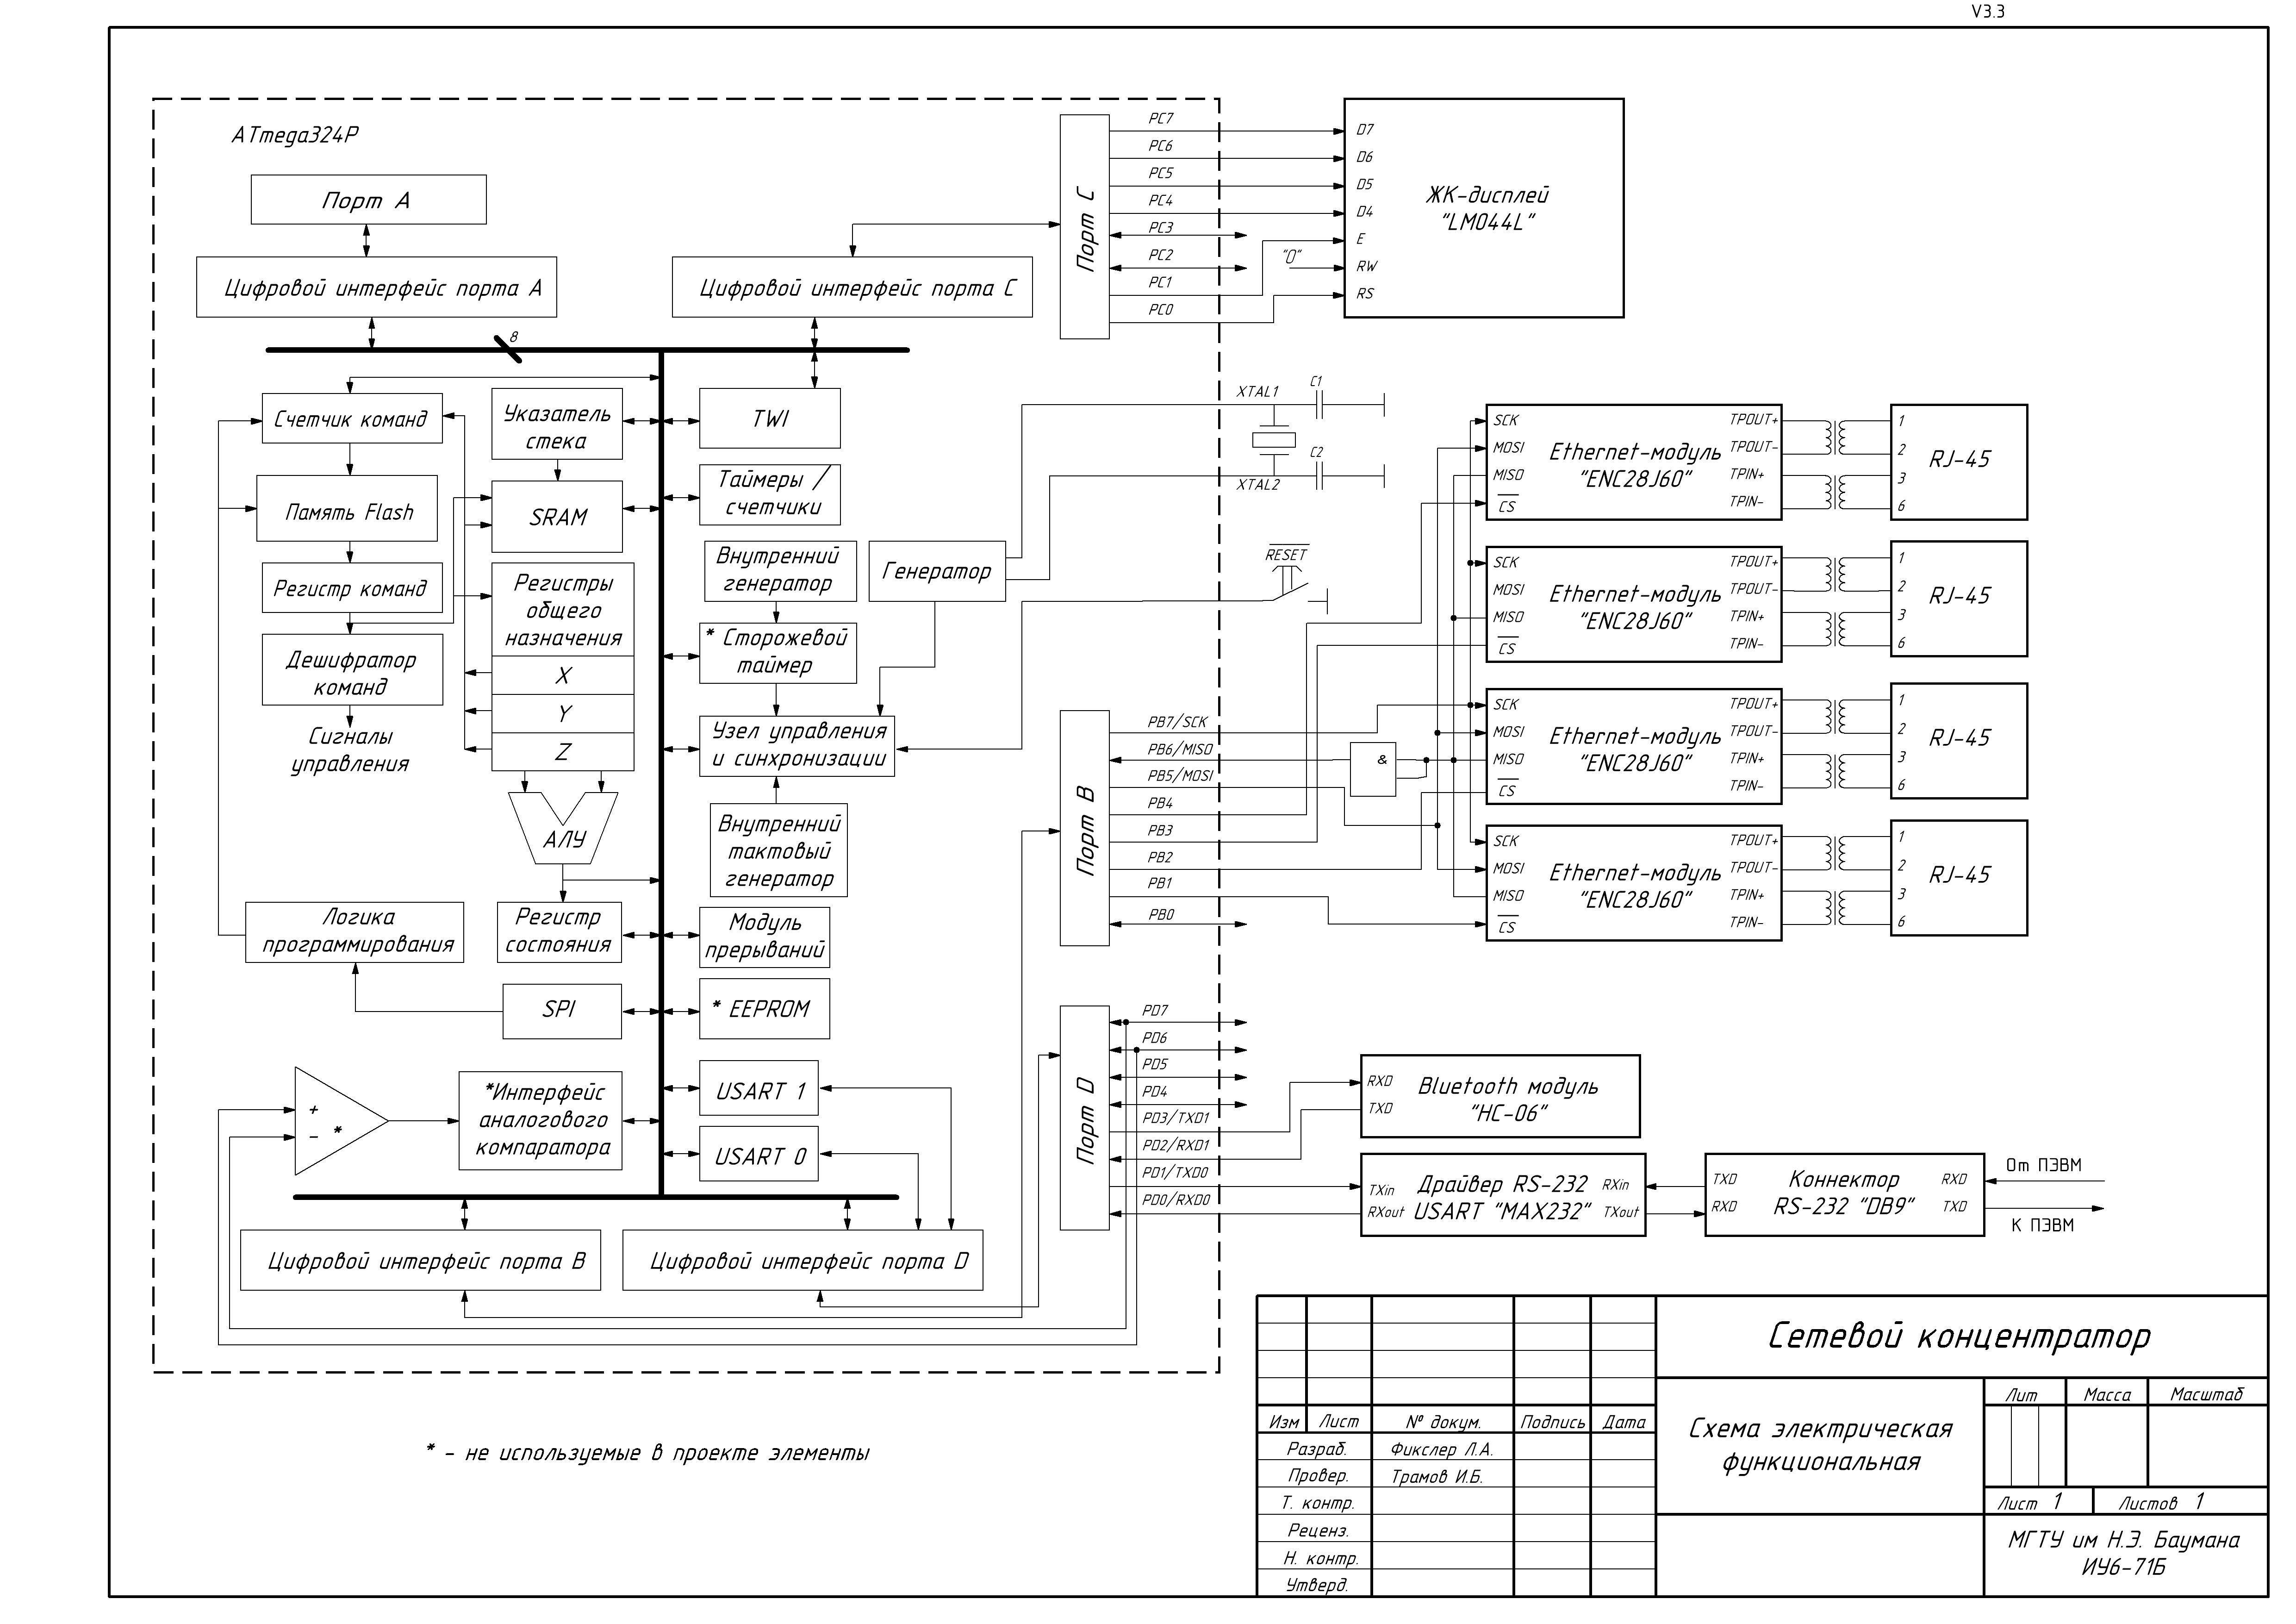 V3.3
ATmega324P
Порт A
Цифровой интерфейс порта A
Цифровой интерфейс порта C
8
Счетчик команд
Память Flash
Регистр команд
Дешифратор
команд
Сигналы
управления
Указатель
стека
SRAM
Регистры
общего
назначения
X
Y
Z
АЛУ
Логика
программирования
Регистр
состояния
SPI
+
- *
*Интерфейс
аналогового
компаратора
TWI
Таймеры /
счетчики
Внутренний
генератор
Генератор
* Сторожевой
таймер
Узел управления
и синхронизации
Внутренний
тактовый
генератор
Модуль
прерываний
* EEPROM
USART 1
USART 0
Цифровой интерфейс порта B
Цифровой интерфейс порта D
Порт C
PC7
PC6
PC5
PC4
PC3
PC2
PC1
PC0
"0"
D7
D6
D5
D4
E
RW
RS
ЖК-дисплей
"LM044L"
XTAL1
C1
C2
XTAL2
RESET
Порт B
PB7/SCK
PB6/MISO
PB5/MOSI
PB4
PB3
PB2
PB1
PB0
&
SCK
MOSI
MISO
CS
Ethernet-модуль
"ENC28J60"
TPOUT+
TPOUT-
TPIN+
TPIN-
1
2
3
6
RJ-45
SCK
MOSI
MISO
CS
Ethernet-модуль
"ENC28J60"
TPOUT+
TPOUT-
TPIN+
TPIN-
1
2
3
6
RJ-45
SCK
MOSI
MISO
CS
Ethernet-модуль
"ENC28J60"
TPOUT+
TPOUT-
TPIN+
TPIN-
1
2
3
6
RJ-45
SCK
MOSI
MISO
CS
Ethernet-модуль
"ENC28J60"
TPOUT+
TPOUT-
TPIN+
TPIN-
1
2
3
6
RJ-45
Порт D
PD7
PD6
PD5
PD4
PD3/TXD1
PD2/RXD1
PD1/TXD0
PD0/RXD0
RXD
TXD
Bluetooth модуль
"HC-06"
TXin
RXout
Драйвер RS-232
USART "MAX232"
RXin
TXout
TXD
RXD
Коннектор
RS-232 "DB9"
RXD
TXD
От ПЭВМ
К ПЭВМ
* - не используемые в проекте элементы
Сетевой концентратор
Схема электрическая
функциональная
Лит Масса Масштаб
Лист 1 Листов 1
МГТУ им Н.Э. Баумана
ИУ6-71Б
Изм Лист № докум. Подпись Дата
Разраб. Фикслер Л.А.
Провер. Трамов И.Б.
Т. контр.
Реценз.
Н. контр.
Утверд.